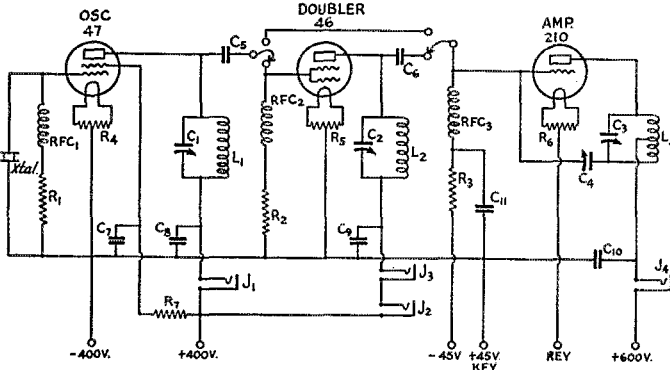 OSC
47
DOUBLER
46
AMP.
210
C5
C6
RFC1
R4
C1
L1
RFC2
R5
C2
L2
RFC3
R6
C3
L
Xtal.
R1
R2
R3
C4
C11
C7
C8
C9
C10
J1
J3
J4
R7
J2
-400V.
+400V.
-45V
+45V.
KEY
KEY
+600V.